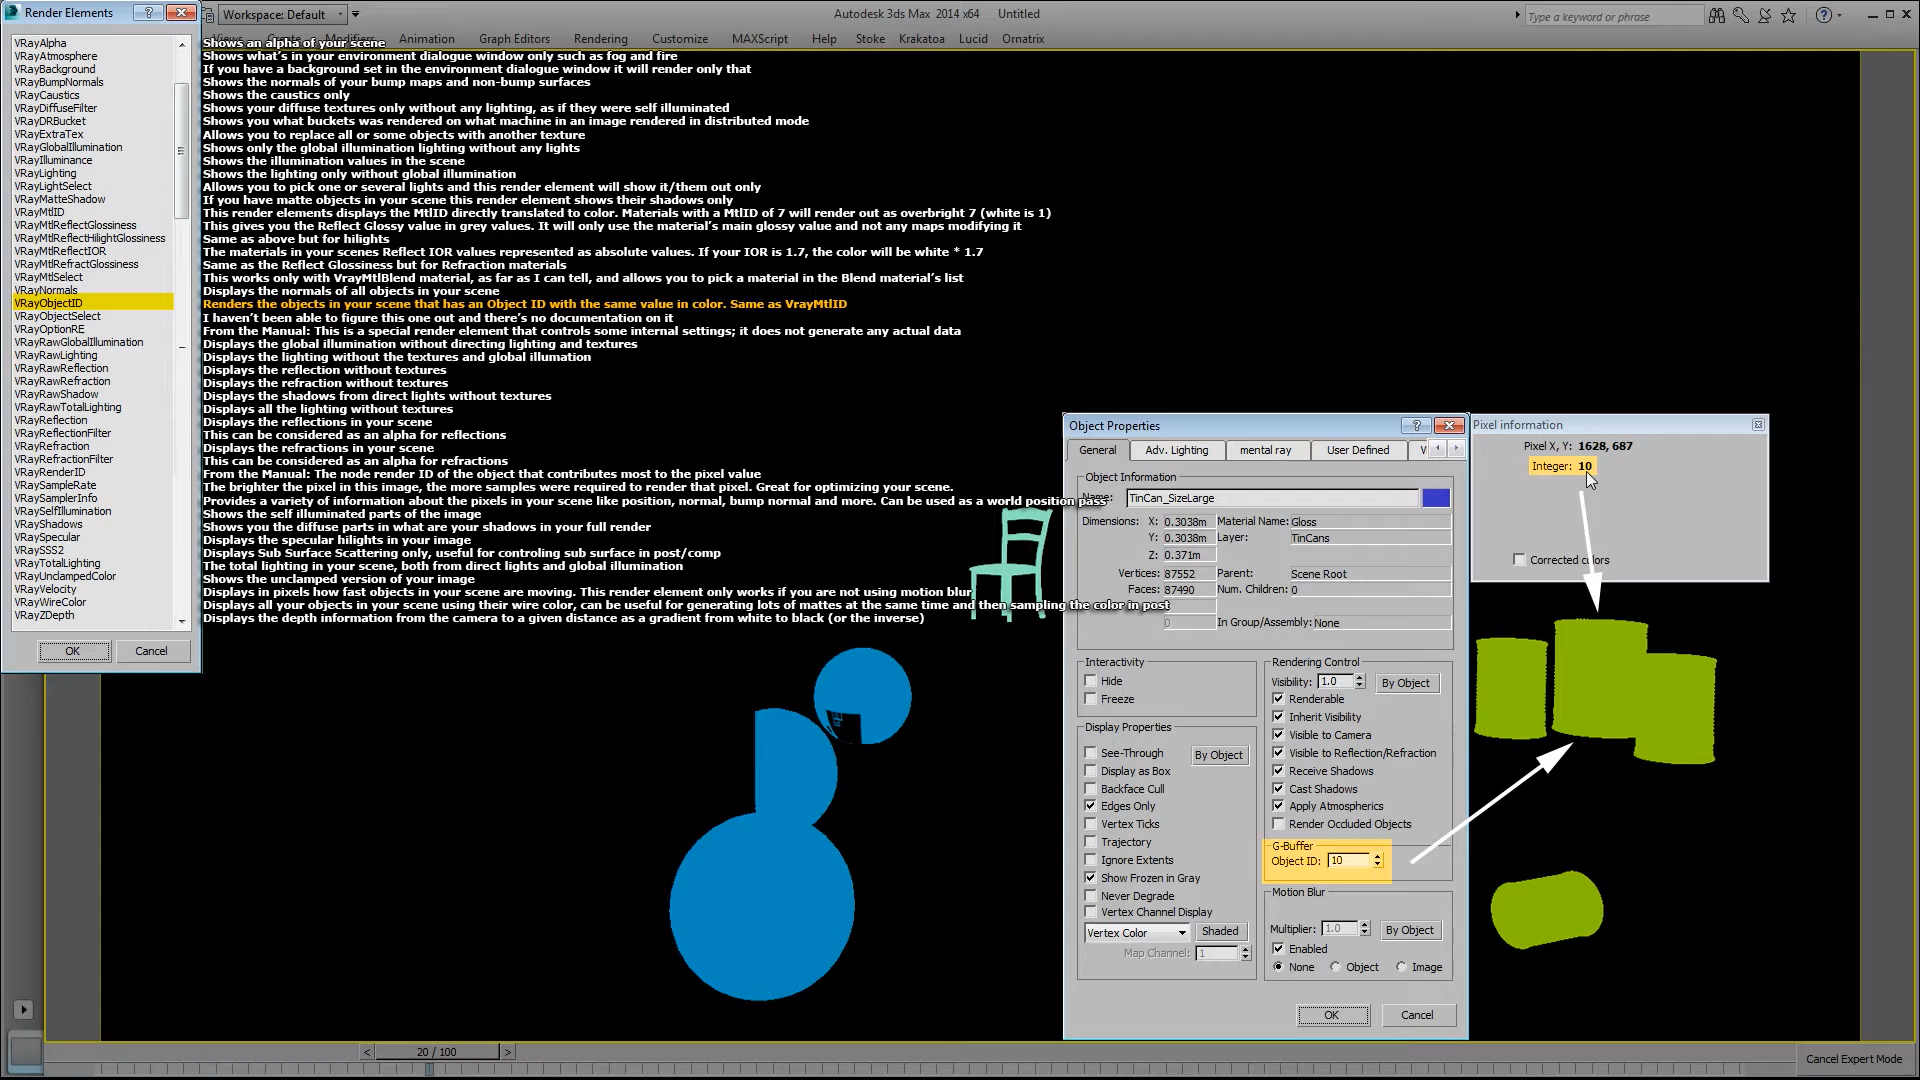 Render Elements
Workspace: Default
Autodesk 3ds Max 2014 x64 Untitled
Type a keyword or phrase
Animation Graph Editors Rendering Customize MAXScript Help Stoke Krakatoa Lucid Ornatrix
VRayAlpha Shows an alpha of your scene
VRayAtmosphere Shows what's in your environment dialogue window only such as fog and fire
VRayBackground If you have a background set in the environment dialogue window it will render only that
VRayBumpNormals Shows the normals of your bump maps and non-bump surfaces
VRayCaustics Shows the caustics only
VRayDiffuseFilter Shows your diffuse textures only without any lighting, as if they were self illuminated
VRayDRBucket Shows you what buckets was rendered on what machine in an image rendered in distributed mode
VRayExtraTex Allows you to replace all or some objects with another texture
VRayGlobalIllumination Shows only the global illumination lighting without any lights
VRayIlluminance Shows the illumination values in the scene
VRayLighting Shows the lighting only without global illumination
VRayLightSelect Allows you to pick one or several lights and this render element will show it/them out only
VRayMatteShadow If you have matte objects in your scene this render element shows their shadows only
VRayMtlID This render elements displays the MtlID directly translated to color. Materials with a MtlID of 7 will render out as overbright 7 (white is 1)
VRayMtlReflectGlossiness This gives you the Reflect Glossy value in grey values. It will only use the material's main glossy value and not any maps modifying it
VRayMtlReflectHilightGlossiness Same as above but for hilights
VRayMtlReflectIOR The materials in your scenes Reflect IOR values represented as absolute values. If your IOR is 1.7, the color will be white * 1.7
VRayMtlRefractGlossiness Same as the Reflect Glossiness but for Refraction materials
VRayMtlSelect This works only with VrayMtlBlend material, as far as I can tell, and allows you to pick a material in the Blend material's list
VRayNormals Displays the normals of all objects in your scene
VRayObjectID Renders the objects in your scene that has an Object ID with the same value in color. Same as VrayMtlID
VRayObjectSelect I haven't been able to figure this one out and there's no documentation on it
VRayOptionRE From the Manual: This is a special render element that controls some internal settings; it does not generate any actual data
VRayRawGlobalIllumination Displays the global illumination without directing lighting and textures
VRayRawLighting Displays the lighting without the textures and global illumation
VRayRawReflection Displays the reflection without textures
VRayRawRefraction Displays the refraction without textures
VRayRawShadow Displays the shadows from direct lights without textures
VRayRawTotalLighting Displays all the lighting without textures
VRayReflection Displays the reflections in your scene
VRayReflectionFilter This can be considered as an alpha for reflections
VRayRefraction Displays the refractions in your scene
VRayRefractionFilter This can be considered as an alpha for refractions
VRayRenderID From the Manual: The node render ID of the object that contributes most to the pixel value
VRaySampleRate The brighter the pixel in this image, the more samples were required to render that pixel. Great for optimizing your scene.
VRaySamplerInfo Provides a variety of information about the pixels in your scene like position, normal, bump normal and more. Can be used as a world position pass
VRaySelfIllumination Shows the self illuminated parts of the image
VRayShadows Shows you the diffuse parts in what are your shadows in your full render
VRaySpecular Displays the specular hilights in your image
VRaySSS2 Displays Sub Surface Scattering only, useful for controling sub surface in post/comp
VRayTotalLighting The total lighting in your scene, both from direct lights and global illumination
VRayUnclampedColor Shows the unclamped version of your image
VRayVelocity Displays in pixels how fast objects in your scene are moving. This render element only works if you are not using motion blur
VRayWireColor Displays all your objects in your scene using their wire color, can be useful for generating lots of mattes at the same time and then sampling the color in post
VRayZDepth Displays the depth information from the camera to a given distance as a gradient from white to black (or the inverse)
OK Cancel
Object Properties
General Adv. Lighting mental ray User Defined
Object Information
Name: TinCan_SizeLarge
Dimensions: X: 0.3038m Material Name: Gloss
Y: 0.3038m Layer: TinCans
Z: 0.371m
Vertices: 87552 Parent: Scene Root
Faces: 87490 Num. Children: 0
0 In Group/Assembly: None
Interactivity
Hide
Freeze
Display Properties
See-Through By Object
Display as Box
Backface Cull
Edges Only
Vertex Ticks
Trajectory
Ignore Extents
Show Frozen in Gray
Never Degrade
Vertex Channel Display
Vertex Color Shaded
Map Channel: 1
Rendering Control
Visibility: 1.0 By Object
Renderable
Inherit Visibility
Visible to Camera
Visible to Reflection/Refraction
Receive Shadows
Cast Shadows
Apply Atmospherics
Render Occluded Objects
G-Buffer
Object ID: 10
Motion Blur
Multiplier: 1.0 By Object
Enabled
None Object Image
OK Cancel
Pixel information
Pixel X, Y: 1628, 687
Integer: 10
Corrected colors
< 20 / 100 >
Cancel Expert Mode